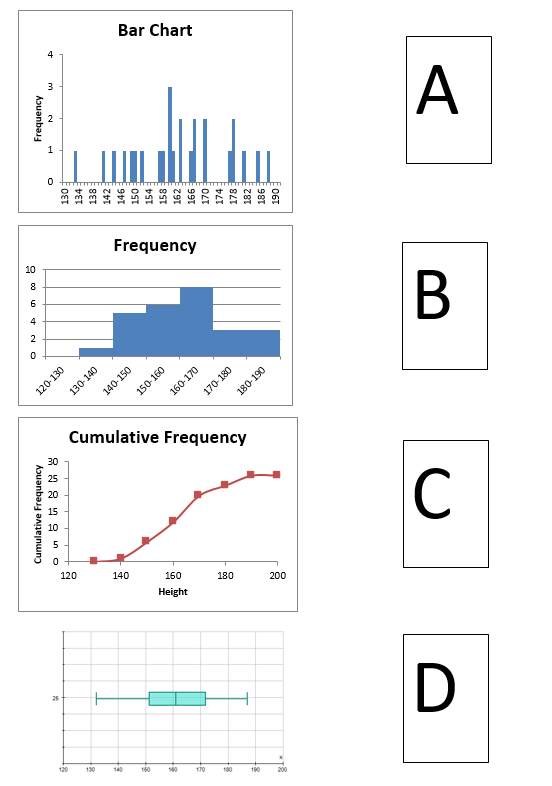 Bar Chart
4
3
2
1
0
Frequency
130 134 138 142 146 150 154 158 162 166 170 174 178 182 186 190
A
Frequency
10
8
6
4
2
0
120-130 130-140 140-150 150-160 160-170 170-180 180-190
B
Cumulative Frequency
30
25
20
15
10
5
0
Cumulative Frequency
120 140 160 180 200
Height
C
25
x
120 130 140 150 160 170 180 190 200
D